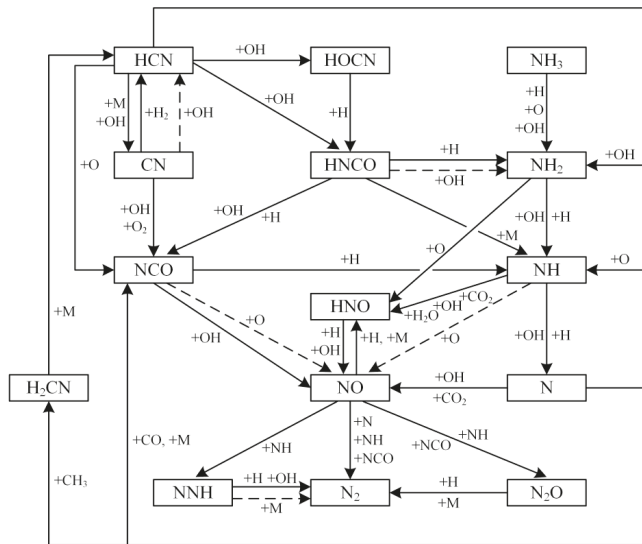 HCN
+OH
HOCN
NH₃
+M
+OH
+H₂
+OH
+OH
+H
+H
+O
+OH
+O
CN
HNCO
+H
+OH
NH₂
+OH
+OH
+O₂
+OH
+H
+O
+M
+OH
+H
NCO
+H
NH
+O
+M
+OH
+O
HNO
+H₂O
+OH
+CO₂
+H
+OH
+H, +M
+O
+OH
+H
H₂CN
NO
+OH
+CO₂
N
+CO, +M
+CH₃
+NH
+N
+NH
+NCO
+NCO
+NH
NNH
+H +OH
+M
N₂
+H
+M
N₂O